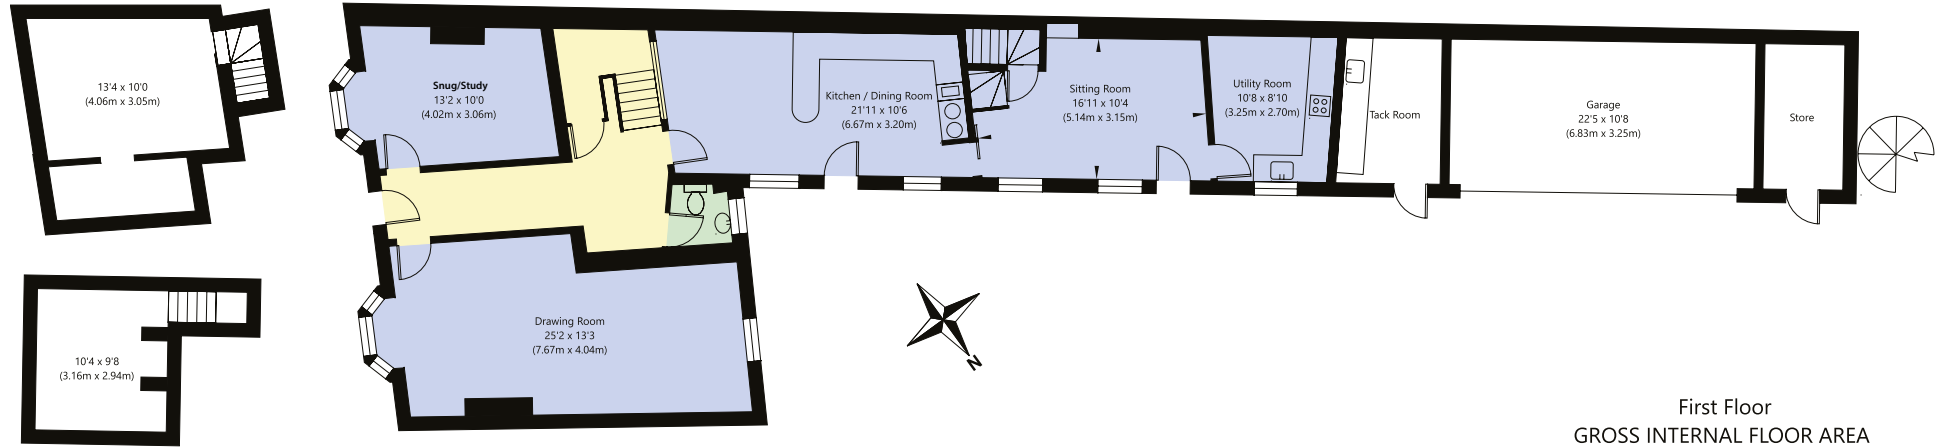 13'4 x 10'0
(4.06m x 3.05m)
10'4 x 9'8
(3.16m x 2.94m)
Snug/Study
13'2 x 10'0
(4.02m x 3.06m)
Kitchen / Dining Room
21'11 x 10'6
(6.67m x 3.20m)
Sitting Room
16'11 x 10'4
(5.14m x 3.15m)
Utility Room
10'8 x 8'10
(3.25m x 2.70m)
Tack Room
Garage
22'5 x 10'8
(6.83m x 3.25m)
Store
Drawing Room
25'2 x 13'3
(7.67m x 4.04m)
N
First Floor
GROSS INTERNAL FLOOR AREA